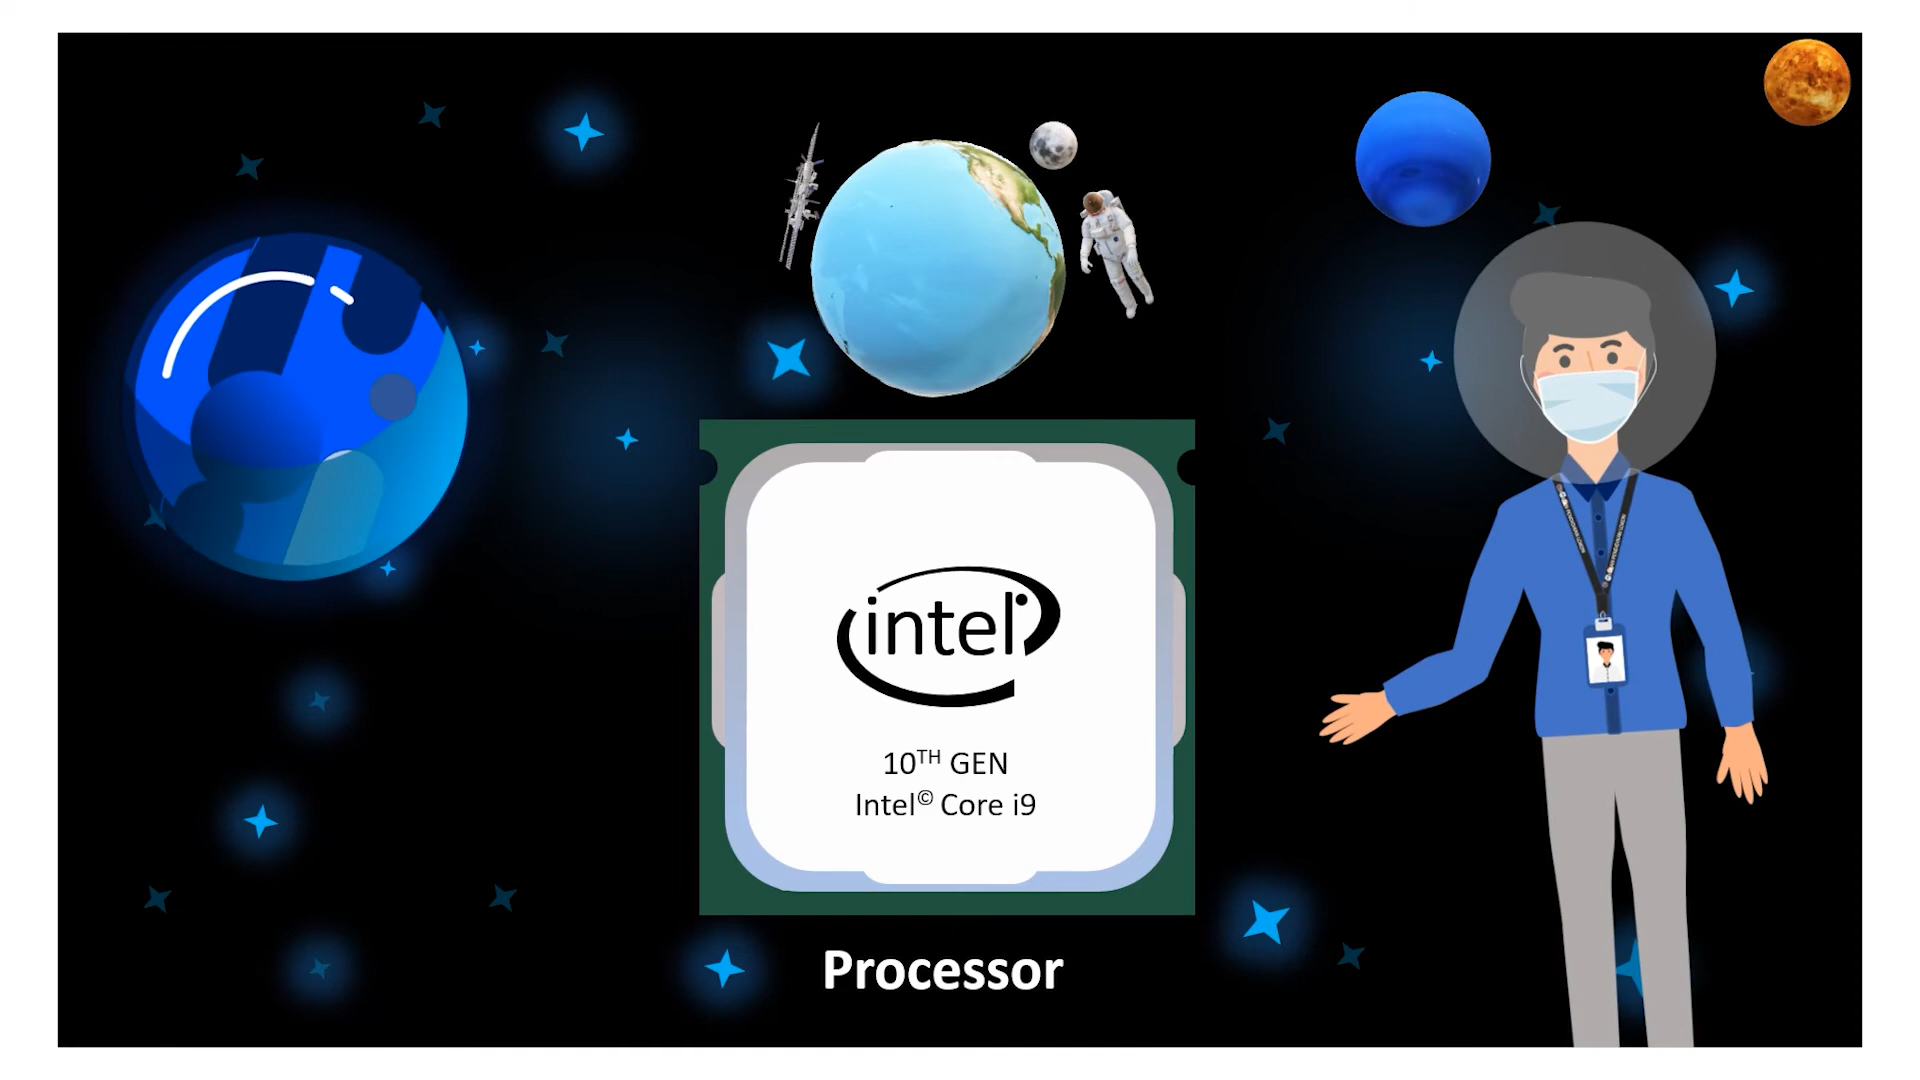 intel
10TH GEN
Intel© Core i9
Processor